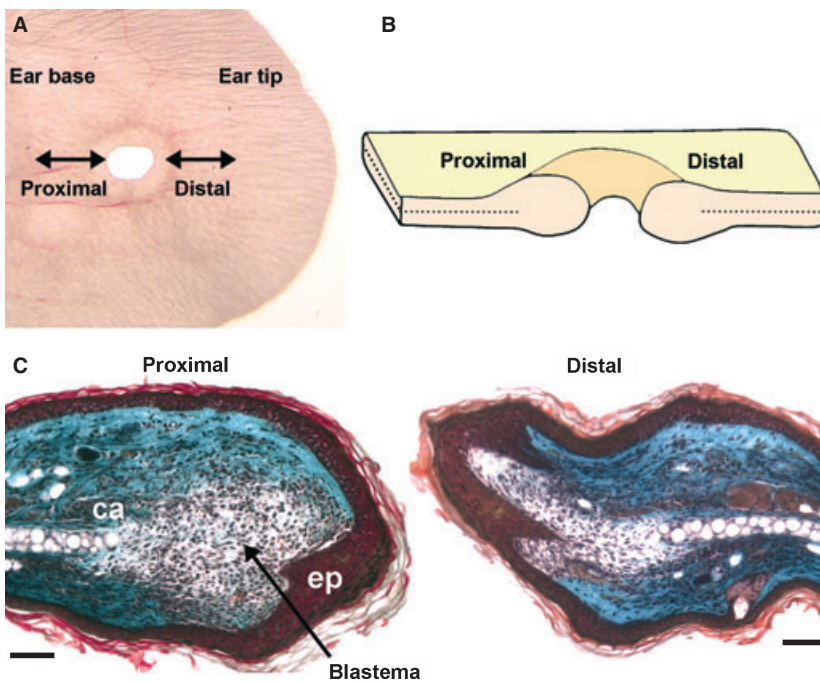 A
B
Ear base
Ear tip
Proximal
Distal
Proximal
Distal
C
Proximal
Distal
ca
ep
Blastema